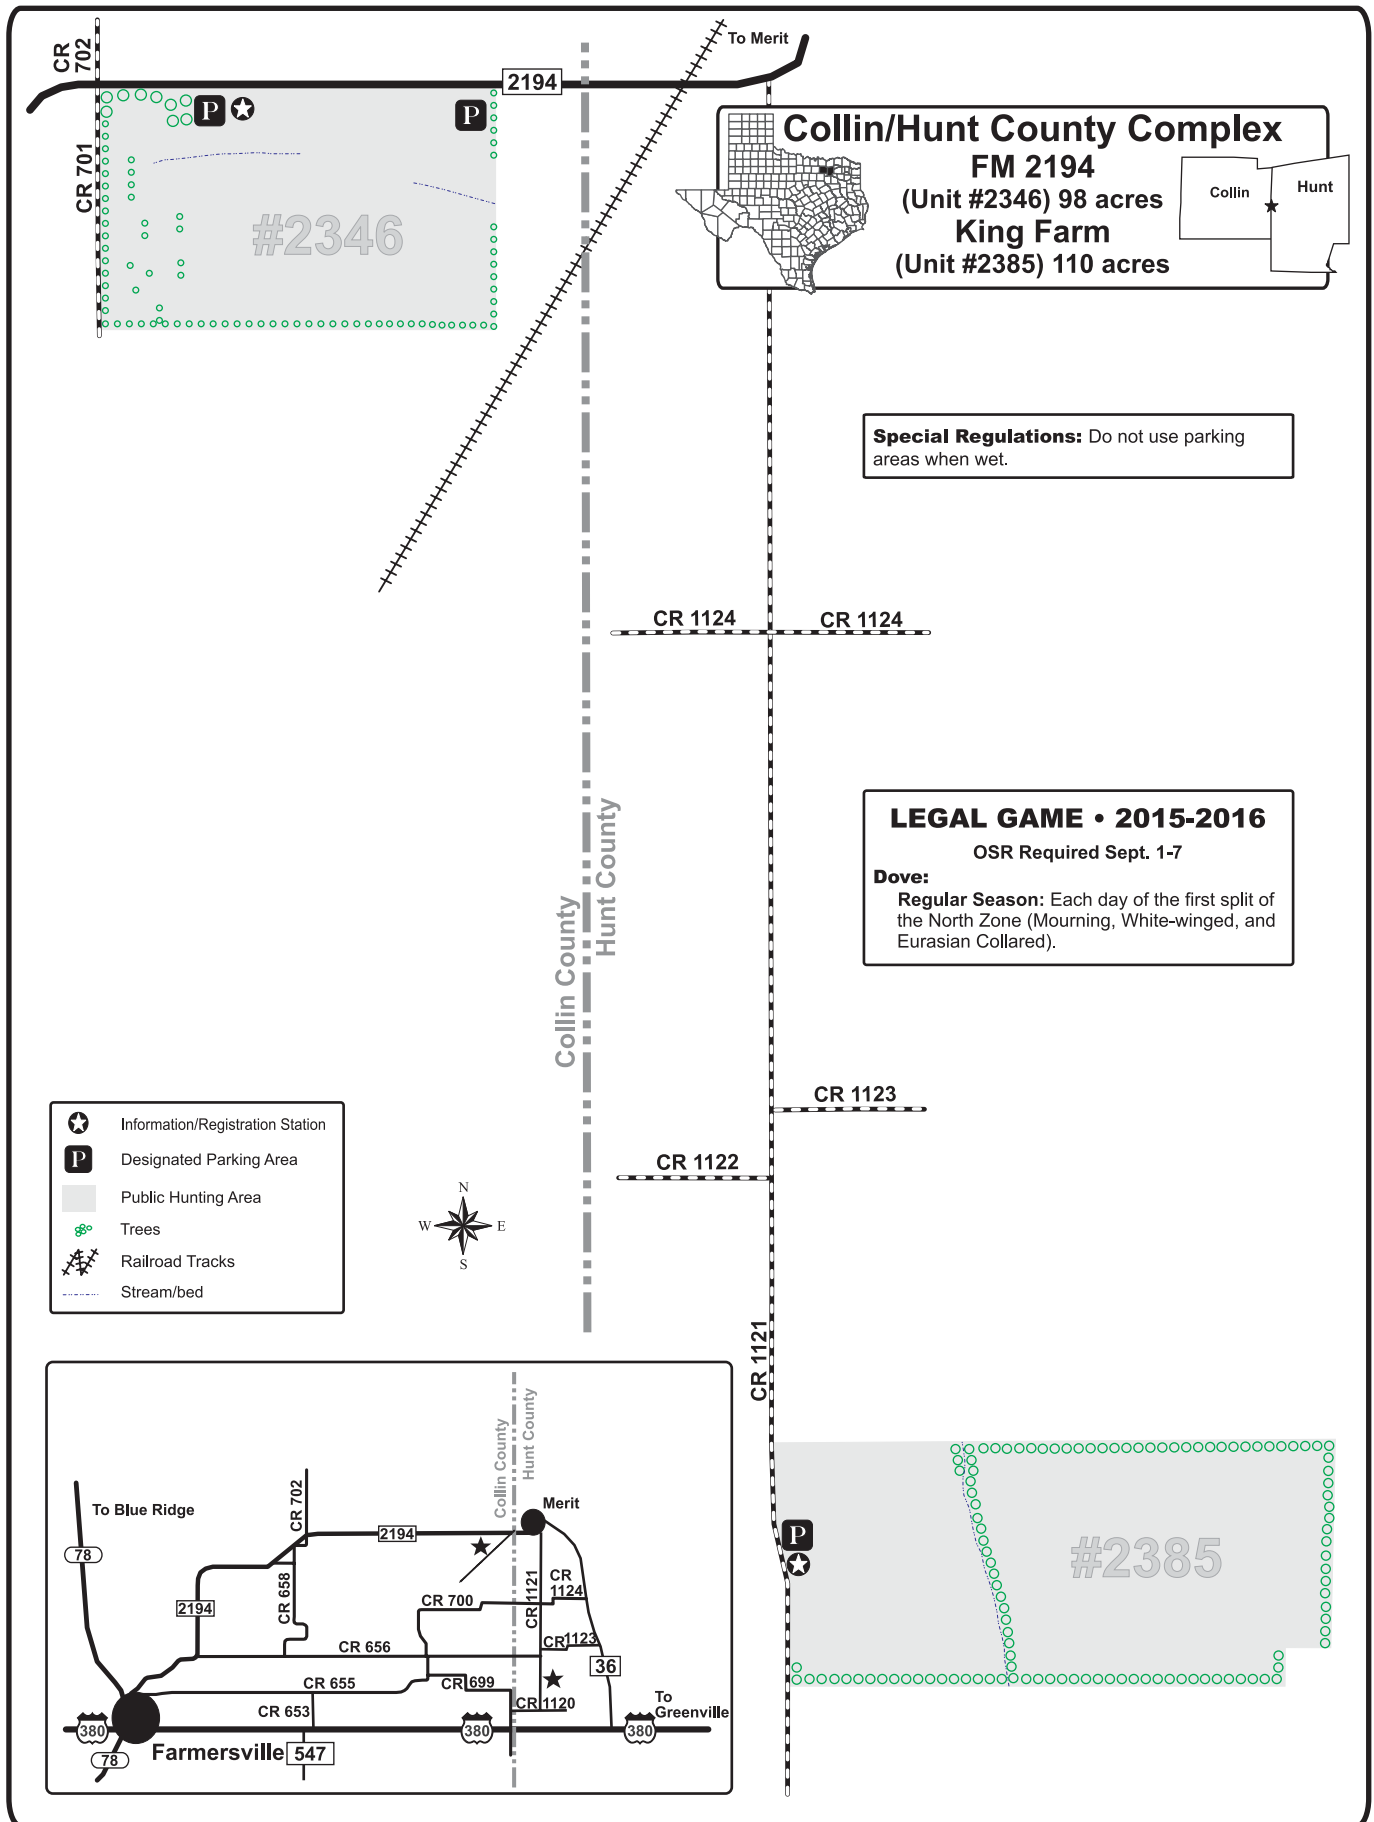 CR
702
To Merit
2194
P
P
CR 701
#2346
Collin/Hunt County Complex
FM 2194
(Unit #2346) 98 acres
King Farm
(Unit #2385) 110 acres
Collin
Hunt
Special Regulations: Do not use parking
areas when wet.
CR 1124
CR 1124
LEGAL GAME • 2015-2016
OSR Required Sept. 1-7
Dove:
Regular Season: Each day of the first split of
the North Zone (Mourning, White-winged, and
Eurasian Collared).
Collin County
Hunt County
CR 1123
CR 1122
Information/Registration Station
P
Designated Parking Area
Public Hunting Area
Trees
Railroad Tracks
Stream/bed
N
W
E
S
CR 1121
P
#2385
Collin County
Hunt County
To Blue Ridge
CR 702
Merit
2194
78
CR 658
2194
CR 700
CR 1121
CR
1124
CR 656
CR 1123
36
CR 655
CR 699
CR 653
CR 1120
To
Greenville
380
380
380
Farmersville
547
78